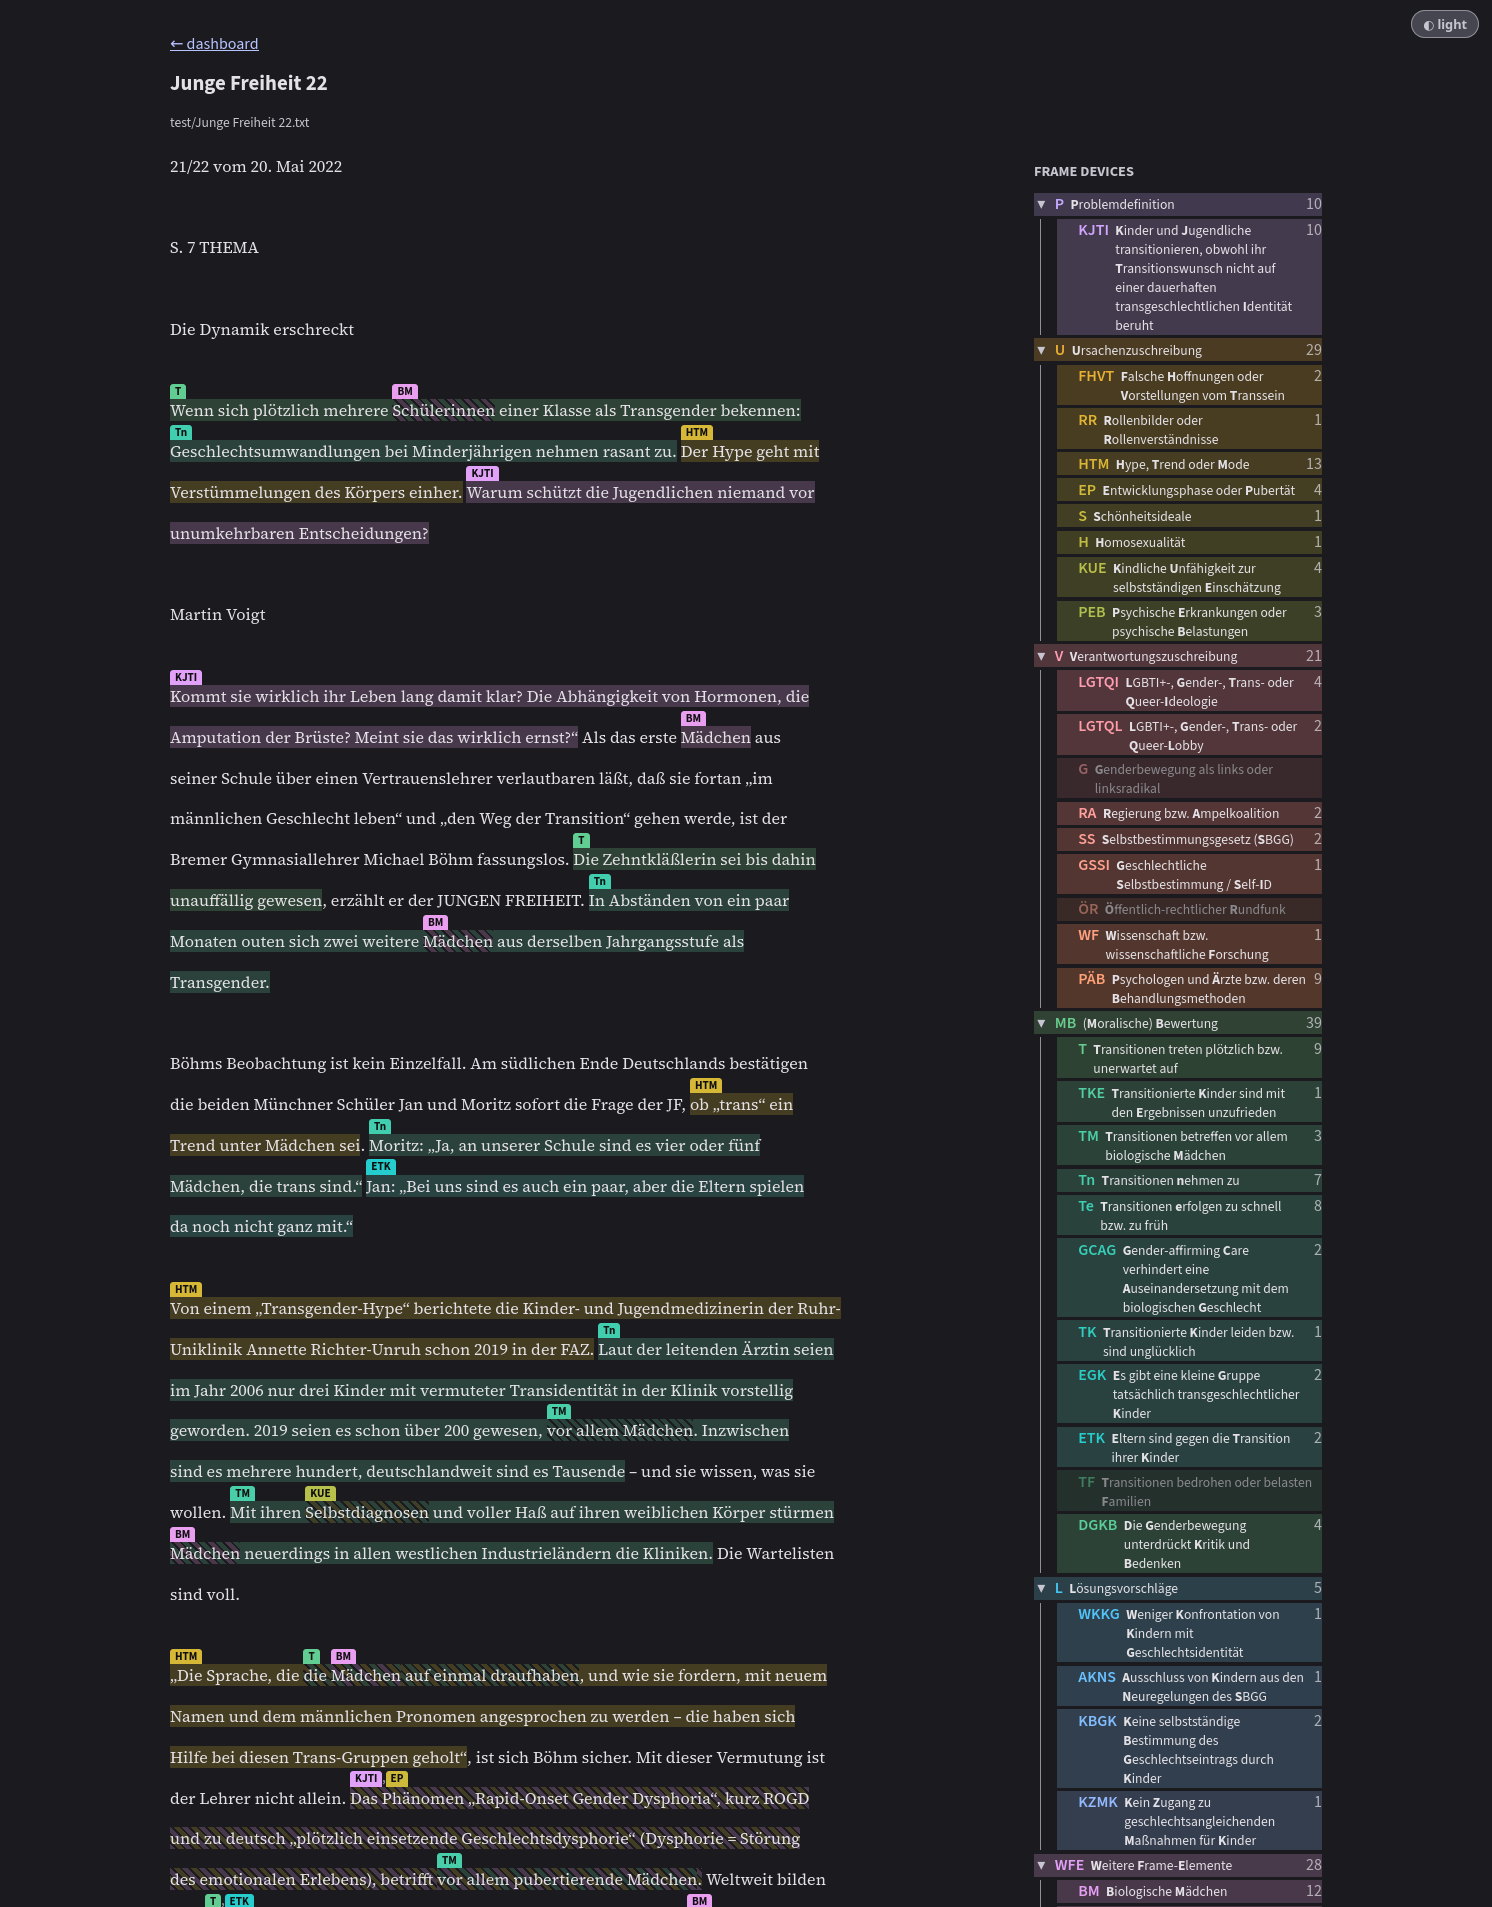 ◐ light
← dashboard
Junge Freiheit 22
test/Junge Freiheit 22.txt
21/22 vom 20. Mai 2022
S. 7 THEMA
Die Dynamik erschreckt
T BM
Wenn sich plötzlich mehrere Schülerinnen einer Klasse als Transgender bekennen:
Tn HTM
Geschlechtsumwandlungen bei Minderjährigen nehmen rasant zu. Der Hype geht mit
KJTI
Verstümmelungen des Körpers einher. Warum schützt die Jugendlichen niemand vor
unumkehrbaren Entscheidungen?
Martin Voigt
KJTI
Kommt sie wirklich ihr Leben lang damit klar? Die Abhängigkeit von Hormonen, die
BM
Amputation der Brüste? Meint sie das wirklich ernst?“ Als das erste Mädchen aus
seiner Schule über einen Vertrauenslehrer verlautbaren läßt, daß sie fortan „im
männlichen Geschlecht leben“ und „den Weg der Transition“ gehen werde, ist der
T
Bremer Gymnasiallehrer Michael Böhm fassungslos. Die Zehntkläßlerin sei bis dahin
Tn
unauffällig gewesen, erzählt er der JUNGEN FREIHEIT. In Abständen von ein paar
BM
Monaten outen sich zwei weitere Mädchen aus derselben Jahrgangsstufe als
Transgender.
Böhms Beobachtung ist kein Einzelfall. Am südlichen Ende Deutschlands bestätigen
HTM
die beiden Münchner Schüler Jan und Moritz sofort die Frage der JF, ob „trans“ ein
Tn
Trend unter Mädchen sei. Moritz: „Ja, an unserer Schule sind es vier oder fünf
ETK
Mädchen, die trans sind.“ Jan: „Bei uns sind es auch ein paar, aber die Eltern spielen
da noch nicht ganz mit.“
HTM
Von einem „Transgender-Hype“ berichtete die Kinder- und Jugendmedizinerin der Ruhr-
Tn
Uniklinik Annette Richter-Unruh schon 2019 in der FAZ. Laut der leitenden Ärztin seien
im Jahr 2006 nur drei Kinder mit vermuteter Transidentität in der Klinik vorstellig
TM
geworden. 2019 seien es schon über 200 gewesen, vor allem Mädchen. Inzwischen
sind es mehrere hundert, deutschlandweit sind es Tausende – und sie wissen, was sie
TM KUE
wollen. Mit ihren Selbstdiagnosen und voller Haß auf ihren weiblichen Körper stürmen
BM
Mädchen neuerdings in allen westlichen Industrieländern die Kliniken. Die Wartelisten
sind voll.
HTM T BM
„Die Sprache, die die Mädchen auf einmal draufhaben, und wie sie fordern, mit neuem
Namen und dem männlichen Pronomen angesprochen zu werden – die haben sich
Hilfe bei diesen Trans-Gruppen geholt“, ist sich Böhm sicher. Mit dieser Vermutung ist
KJTI EP
der Lehrer nicht allein. Das Phänomen „Rapid-Onset Gender Dysphoria“, kurz ROGD
und zu deutsch „plötzlich einsetzende Geschlechtsdysphorie“ (Dysphorie = Störung
TM
des emotionalen Erlebens), betrifft vor allem pubertierende Mädchen. Weltweit bilden
T ETK BM
FRAME DEVICES
▼ P Problemdefinition 10
KJTI Kinder und Jugendliche 10
transitionieren, obwohl ihr
Transitionswunsch nicht auf
einer dauerhaften
transgeschlechtlichen Identität
beruht
▼ U Ursachenzuschreibung 29
FHVT Falsche Hoffnungen oder 2
Vorstellungen vom Transsein
RR Rollenbilder oder 1
Rollenverständnisse
HTM Hype, Trend oder Mode 13
EP Entwicklungsphase oder Pubertät 4
S Schönheitsideale 1
H Homosexualität 1
KUE Kindliche Unfähigkeit zur 4
selbstständigen Einschätzung
PEB Psychische Erkrankungen oder 3
psychische Belastungen
▼ V Verantwortungszuschreibung 21
LGTQI LGBTI+-, Gender-, Trans- oder 4
Queer-Ideologie
LGTQL LGBTI+-, Gender-, Trans- oder 2
Queer-Lobby
G Genderbewegung als links oder
linksradikal
RA Regierung bzw. Ampelkoalition 2
SS Selbstbestimmungsgesetz (SBGG) 2
GSSI Geschlechtliche 1
Selbstbestimmung / Self-ID
ÖR Öffentlich-rechtlicher Rundfunk
WF Wissenschaft bzw. 1
wissenschaftliche Forschung
PÄB Psychologen und Ärzte bzw. deren 9
Behandlungsmethoden
▼ MB (Moralische) Bewertung 39
T Transitionen treten plötzlich bzw. 9
unerwartet auf
TKE Transitionierte Kinder sind mit 1
den Ergebnissen unzufrieden
TM Transitionen betreffen vor allem 3
biologische Mädchen
Tn Transitionen nehmen zu 7
Te Transitionen erfolgen zu schnell 8
bzw. zu früh
GCAG Gender-affirming Care 2
verhindert eine
Auseinandersetzung mit dem
biologischen Geschlecht
TK Transitionierte Kinder leiden bzw. 1
sind unglücklich
EGK Es gibt eine kleine Gruppe 2
tatsächlich transgeschlechtlicher
Kinder
ETK Eltern sind gegen die Transition 2
ihrer Kinder
TF Transitionen bedrohen oder belasten
Familien
DGKB Die Genderbewegung 4
unterdrückt Kritik und
Bedenken
▼ L Lösungsvorschläge 5
WKKG Weniger Konfrontation von 1
Kindern mit
Geschlechtsidentität
AKNS Ausschluss von Kindern aus den 1
Neuregelungen des SBGG
KBGK Keine selbstständige 2
Bestimmung des
Geschlechtseintrags durch
Kinder
KZMK Kein Zugang zu 1
geschlechtsangleichenden
Maßnahmen für Kinder
▼ WFE Weitere Frame-Elemente 28
BM Biologische Mädchen 12